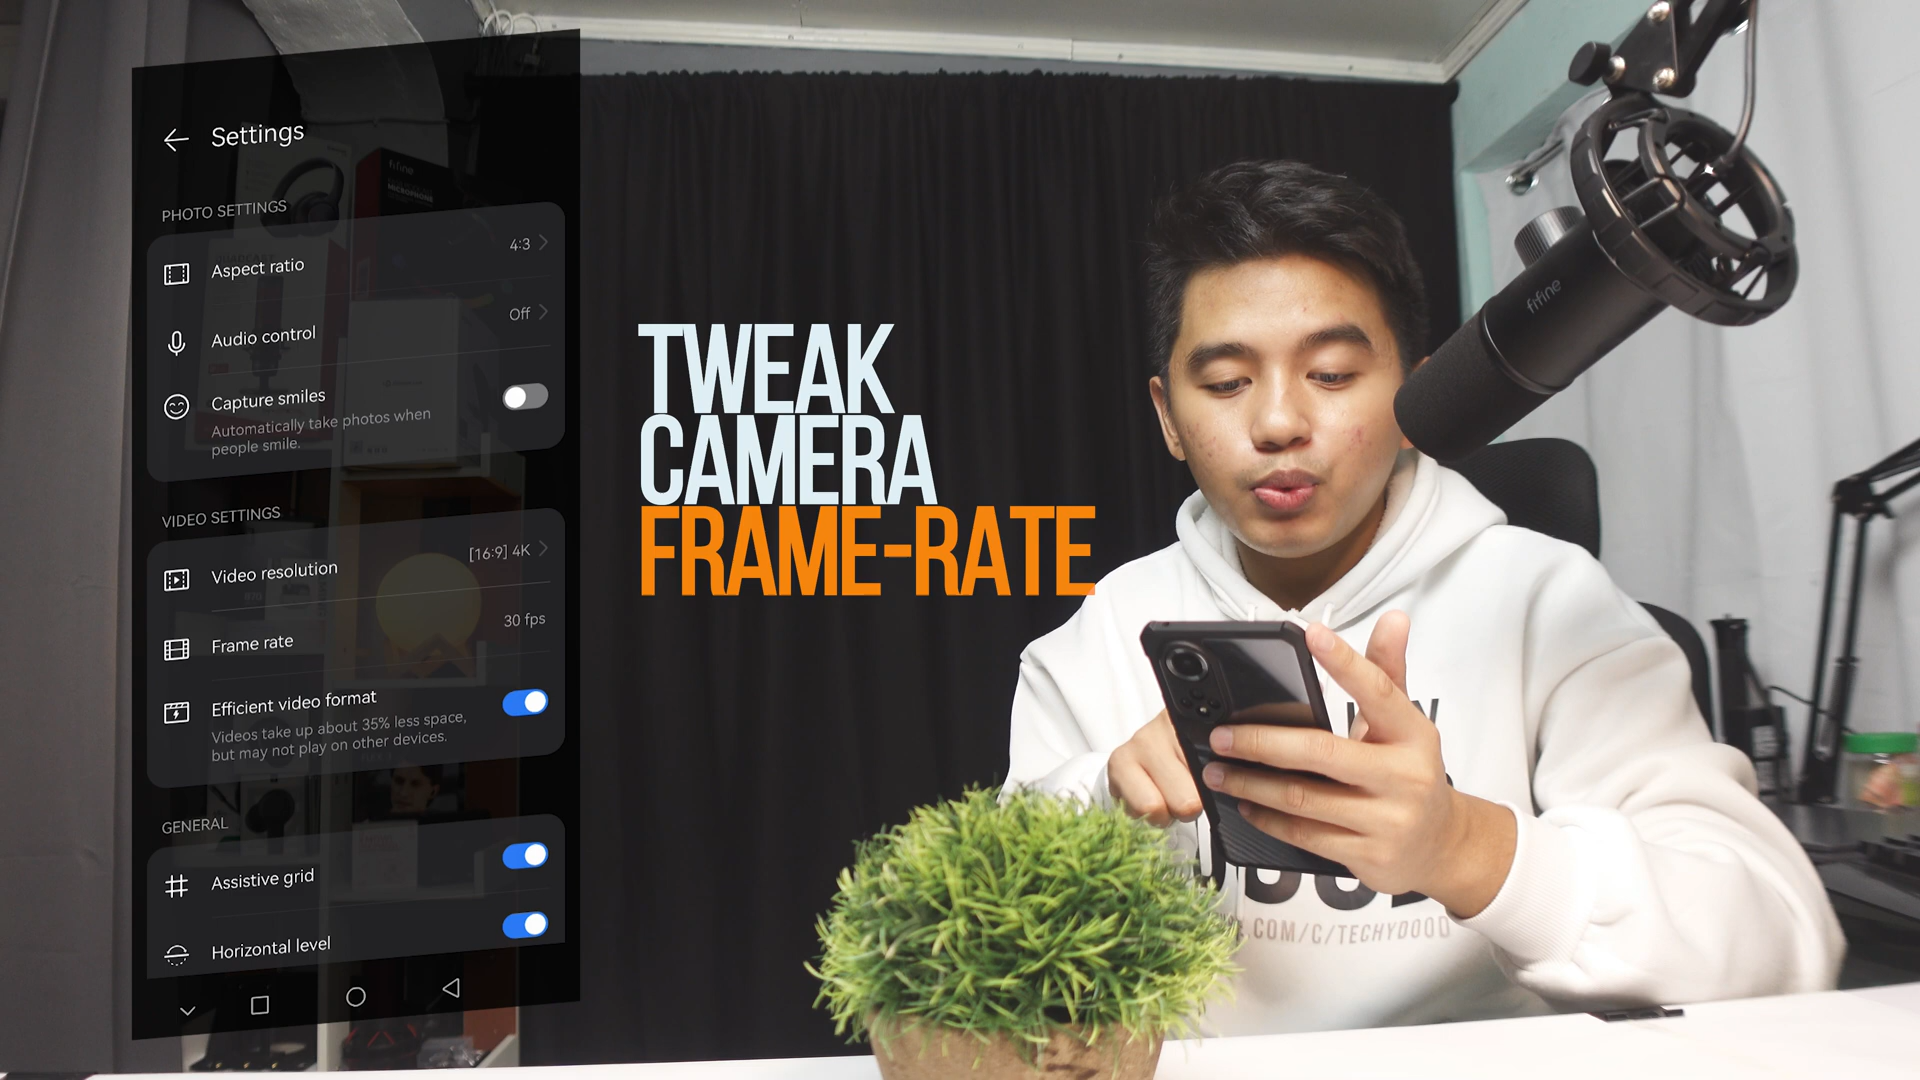 Settings
PHOTO SETTINGS
Aspect ratio
4:3
Audio control
Off
Capture smiles
Automatically take photos when
people smile.
VIDEO SETTINGS
Video resolution
[16:9] 4K
Frame rate
30 fps
Efficient video format
Videos take up about 35% less space,
but may not play on other devices.
GENERAL
Assistive grid
Horizontal level
TWEAK
CAMERA
FRAME-RATE
fifine
fifine
MICROPHONE
.COM/C/TECHYDOOD